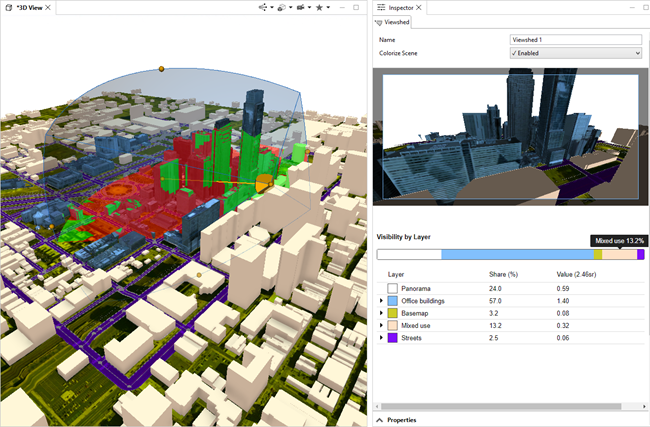 *3D View
Inspector
Viewshed
Name
Viewshed 1
Colorize Scene
✓ Enabled
Visibility by Layer
Mixed use 13.2%
Layer Share (%) Value (2.46sr)
Panorama 24.0 0.59
Office buildings 57.0 1.40
Basemap 3.2 0.08
Mixed use 13.2 0.32
Streets 2.5 0.06
Properties